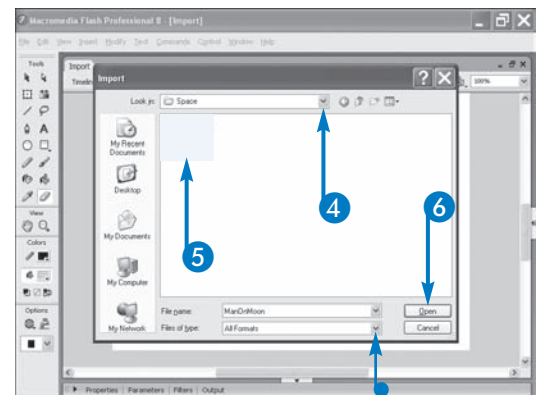 Macromedia Flash Professional 8 - [Import]
File Edit View Insert Modify Text Commands Control Window Help
Tools
Import
Timeline
100%
Import
Look in: Space
My Recent
Documents
Desktop
My Documents
My Computer
My Network
4
5
6
File name: ManOnMoon
Open
Files of type: All Formats
Cancel
A
View
Colors
Options
Properties Parameters Filters Output